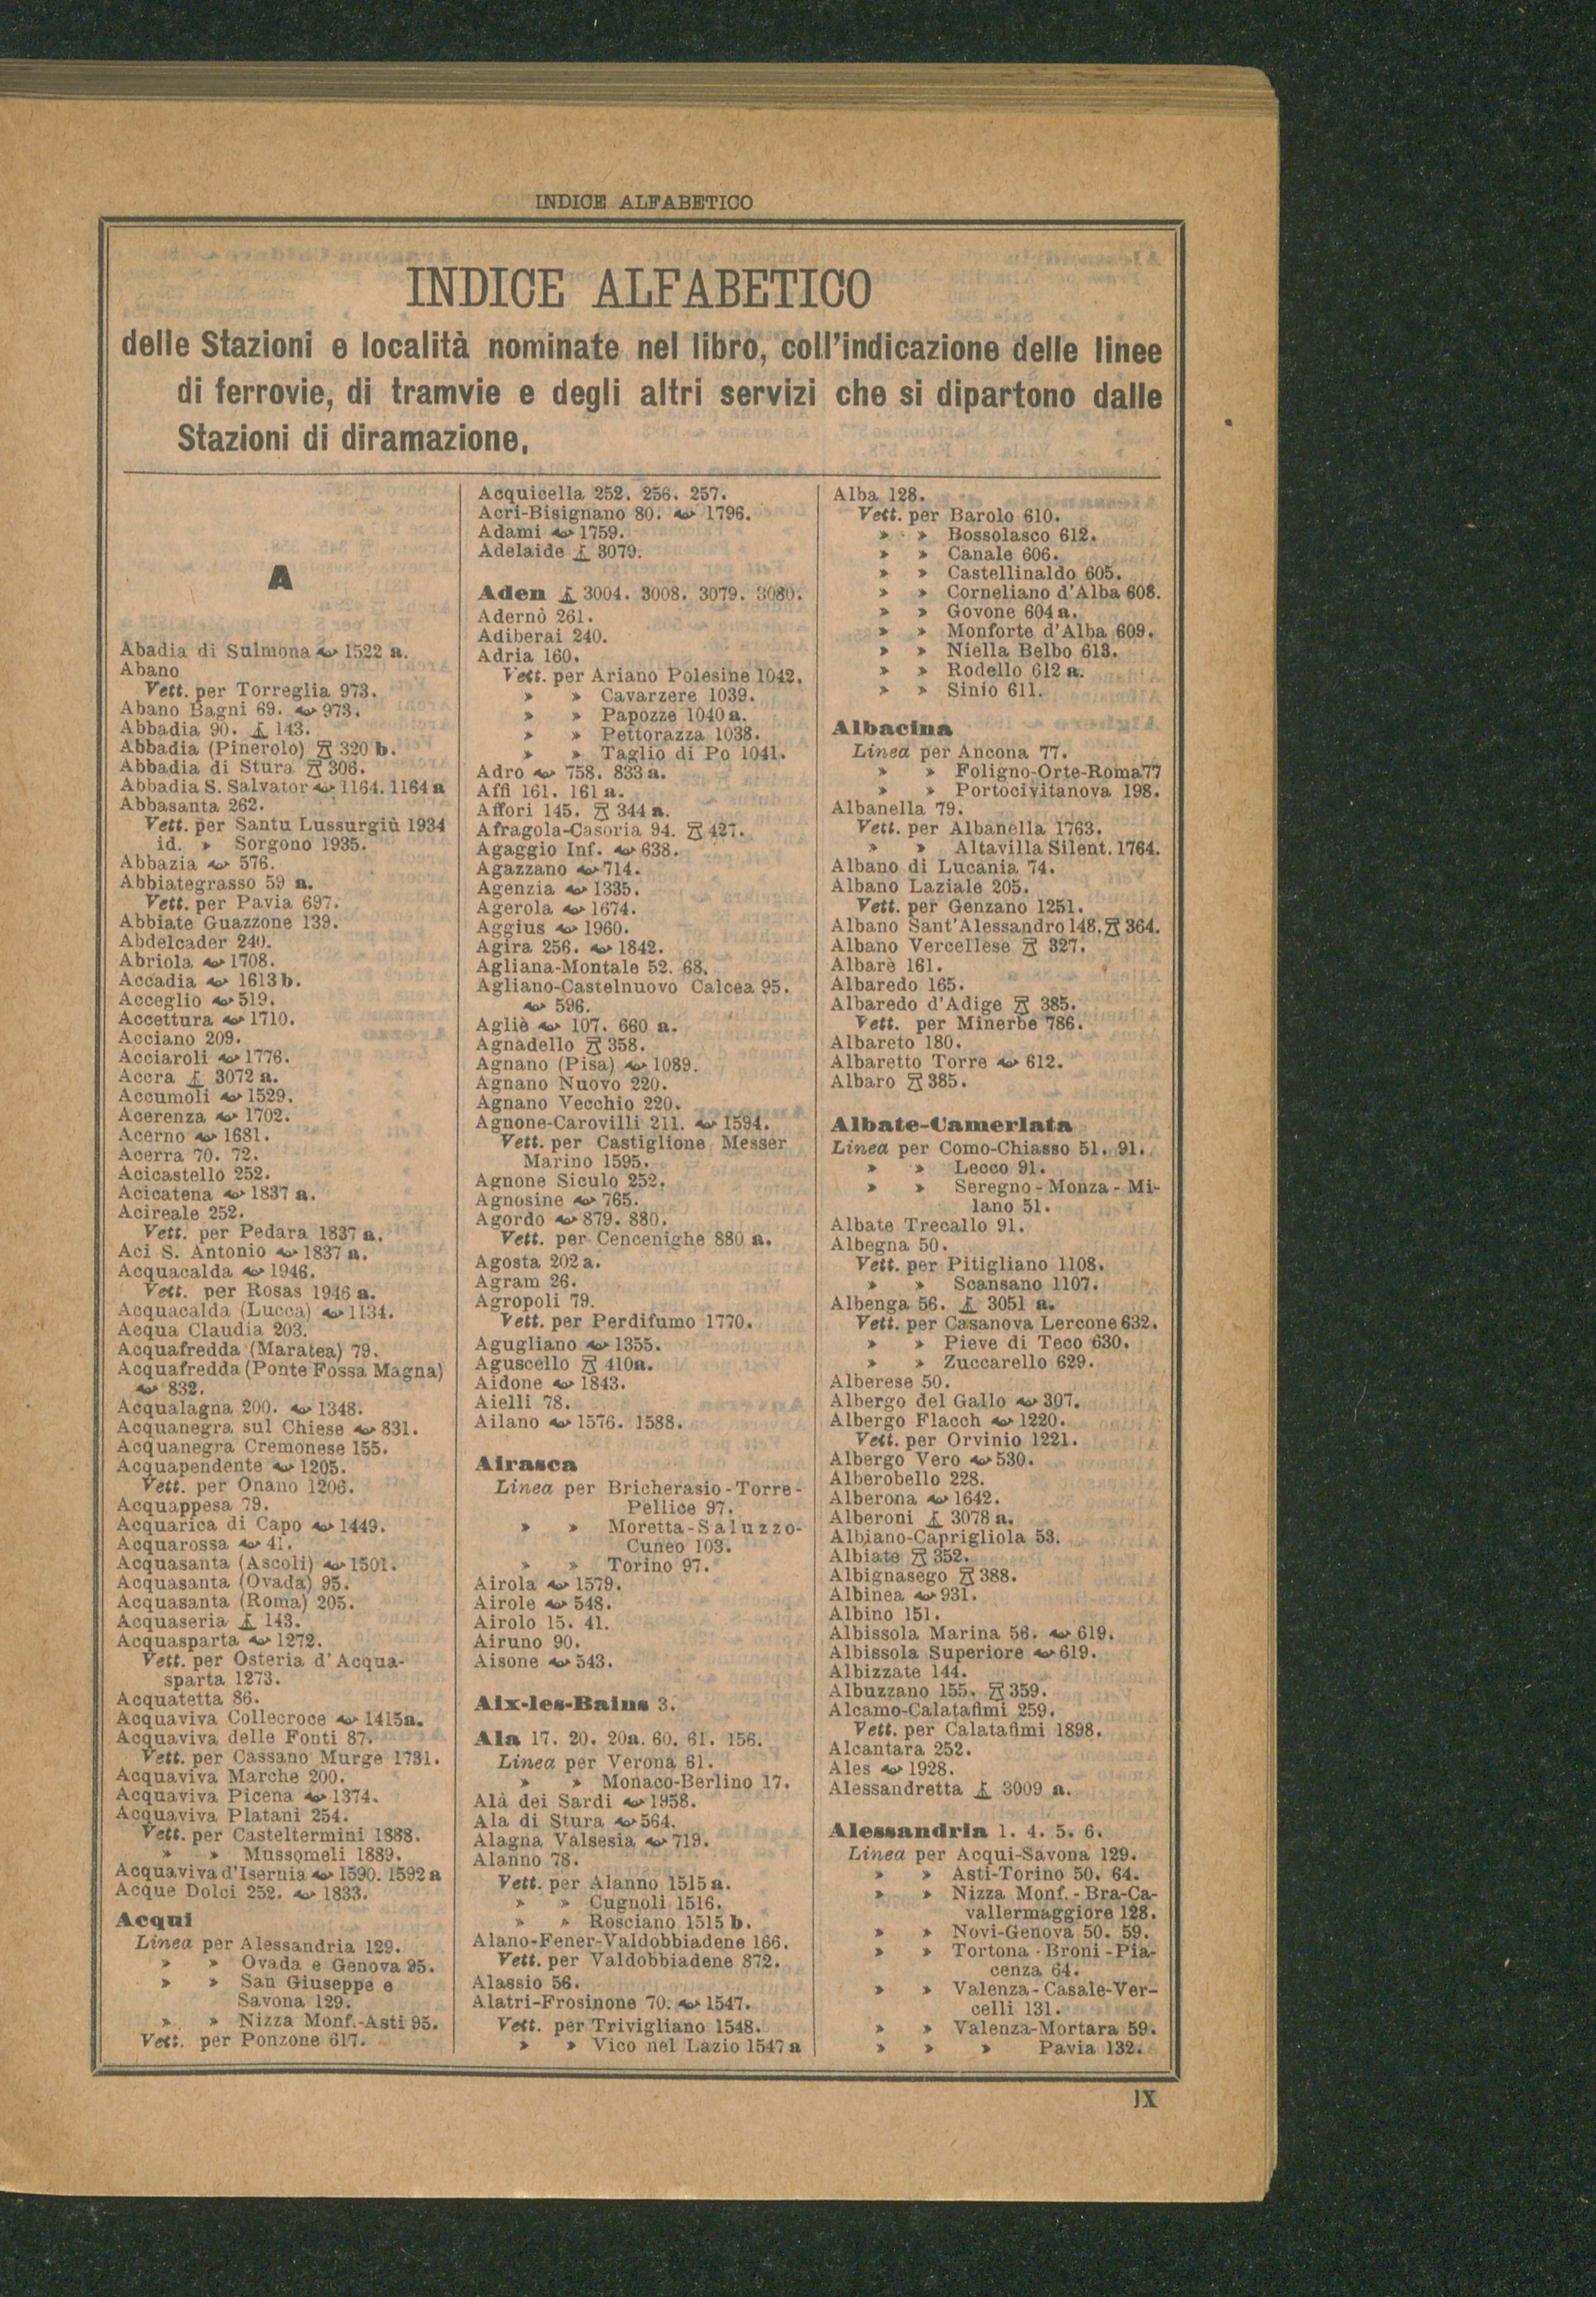 INDICE ALFABETICO
INDICE ALFABETICO
delle Stazioni e località nominate nel libro, coll'indicazione delle linee
di ferrovie, di tramvie e degli altri servizi che si dipartono dalle
Stazioni di diramazione.
A
Abadia di Sulmona 1522 a.
Abano
Vett. per Torreglia 973.
Abano Bagni 69. 973.
Abbadia 90. 143.
Abbadia (Pinerolo) 320 b.
Abbadia di Stura 306.
Abbadia S. Salvator 1164. 1164 a
Abbasanta 262.
Vett. per Santu Lussurgiù 1934
id. » Sorgono 1935.
Abbazia 576.
Abbiategrasso 59 a.
Vett. per Pavia 697.
Abbiate Guazzone 139.
Abdelcader 240.
Abriola 1708.
Accadia 1613 b.
Acceglio 519.
Accettura 1710.
Acciano 209.
Acciaroli 1776.
Accra 3072 a.
Accumoli 1529.
Acerenza 1702.
Acerno 1681.
Acerra 70. 72.
Acicastello 252.
Acicatena 1837 a.
Acireale 252.
Vett. per Pedara 1837 a.
Aci S. Antonio 1837 a.
Acquacalda 1946.
Vett. per Rosas 1946 a.
Acquacalda (Lucca) 1134.
Acqua Claudia 203.
Acquafredda (Maratea) 79.
Acquafredda (Ponte Fossa Magna)
832.
Acqualagna 200. 1348.
Acquanegra sul Chiese 831.
Acquanegra Cremonese 155.
Acquapendente 1205.
Vett. per Onano 1206.
Acquappesa 79.
Acquarica di Capo 1449.
Acquarossa 41.
Acquasanta (Ascoli) 1501.
Acquasanta (Ovada) 95.
Acquasanta (Roma) 205.
Acquaseria 143.
Acquasparta 1272.
Vett. per Osteria d'Acqua-
sparta 1273.
Acquatetta 86.
Acquaviva Collecroce 1415a.
Acquaviva delle Fonti 87.
Vett. per Cassano Murge 1731.
Acquaviva Marche 200.
Acquaviva Picena 1374.
Acquaviva Platani 254.
Vett. per Casteltermini 1888.
» » Mussomeli 1889.
Acquaviva d'Isernia 1590. 1592 a
Acque Dolci 252. 1833.
Acqui
Linea per Alessandria 129.
» » Ovada e Genova 95.
» » San Giuseppe e
Savona 129.
» » Nizza Monf.-Asti 95.
Vett. per Ponzone 617.
Acquicella 252. 256. 257.
Acri-Bisignano 80. 1796.
Adami 1759.
Adelaide 3079.
Aden 3004. 3008. 3079. 3080.
Adernò 261.
Adiberai 240.
Adria 160.
Vett. per Ariano Polesine 1042.
» » Cavarzere 1039.
» » Papozze 1040 a.
» » Pettorazza 1038.
» » Taglio di Po 1041.
Adro 758. 833 a.
Affi 161. 161 a.
Affori 145. 344 a.
Afragola-Casoria 94. 427.
Agaggio Inf. 638.
Agazzano 714.
Agenzia 1335.
Agerola 1674.
Aggius 1960.
Agira 256. 1842.
Agliana-Montale 52. 68.
Agliano-Castelnuovo Calcea 95.
596.
Agliè 107. 660 a.
Agnadello 358.
Agnano (Pisa) 1089.
Agnano Nuovo 220.
Agnano Vecchio 220.
Agnone-Carovilli 211. 1594.
Vett. per Castiglione Messer
Marino 1595.
Agnone Siculo 252.
Agnosine 765.
Agordo 879. 880.
Vett. per Cencenighe 880 a.
Agosta 202 a.
Agram 26.
Agropoli 79.
Vett. per Perdifumo 1770.
Agugliano 1355.
Aguscello 410a.
Aidone 1843.
Aielli 78.
Ailano 1576. 1588.
Airasca
Linea per Bricherasio-Torre-
Pellice 97.
» » Moretta-Saluzzo-
Cuneo 103.
» » Torino 97.
Airola 1579.
Airole 548.
Airolo 15. 41.
Airuno 90.
Aisone 543.
Aix-les-Bains 3.
Ala 17. 20. 20a. 60. 61. 156.
Linea per Verona 61.
» » Monaco-Berlino 17.
Alà dei Sardi 1958.
Ala di Stura 564.
Alagna Valsesia 719.
Alanno 78.
Vett. per Alanno 1515 a.
» » Cugnoli 1516.
» » Rosciano 1515 b.
Alano-Fener-Valdobbiadene 166.
Vett. per Valdobbiadene 872.
Alassio 56.
Alatri-Frosinone 70. 1547.
Vett. per Trivigliano 1548.
» » Vico nel Lazio 1547 a
Alba 128.
Vett. per Barolo 610.
» » Bossolasco 612.
» » Canale 606.
» » Castellinaldo 605.
» » Corneliano d'Alba 608.
» » Govone 604 a.
» » Monforte d'Alba 609.
» » Niella Belbo 613.
» » Rodello 612 a.
» » Sinio 611.
Albacina
Linea per Ancona 77.
» » Foligno-Orte-Roma 77
» » Portocivitanova 198.
Albanella 79.
Vett. per Albanella 1763.
» » Altavilla Silent. 1764.
Albano di Lucania 74.
Albano Laziale 205.
Vett. per Genzano 1251.
Albano Sant'Alessandro 148. 364.
Albano Vercellese 327.
Albarè 161.
Albaredo 165.
Albaredo d'Adige 385.
Vett. per Minerbe 786.
Albareto 180.
Albaretto Torre 612.
Albaro 385.
Albate-Camerlata
Linea per Como-Chiasso 51. 91.
» » Lecco 91.
» » Seregno-Monza-Mi-
lano 51.
Albate Trecallo 91.
Albegna 50.
Vett. per Pitigliano 1108.
» » Scansano 1107.
Albenga 56. 3051 a.
Vett. per Casanova Lercone 632.
» » Pieve di Teco 630.
» » Zuccarello 629.
Alberese 50.
Albergo del Gallo 307.
Albergo Flacch 1220.
Vett. per Orvinio 1221.
Albergo Vero 530.
Alberobello 228.
Alberona 1642.
Alberoni 3078 a.
Albiano-Caprigliola 53.
Albiate 352.
Albignasego 388.
Albinea 931.
Albino 151.
Albissola Marina 56. 619.
Albissola Superiore 619.
Albizzate 144.
Albuzzano 155. 359.
Alcamo-Calatafimi 259.
Vett. per Calatafimi 1898.
Alcantara 252.
Ales 1928.
Alessandretta 3009 a.
Alessandria 1. 4. 5. 6.
Linea per Acqui-Savona 129.
» » Asti-Torino 50. 64.
» » Nizza Monf.-Bra-Ca-
vallermaggiore 128.
» » Novi-Genova 50. 59.
» » Tortona-Broni-Pia-
cenza 64.
» » Valenza-Casale-Ver-
celli 131.
» » Valenza-Mortara 59.
» » » Pavia 132.
IX